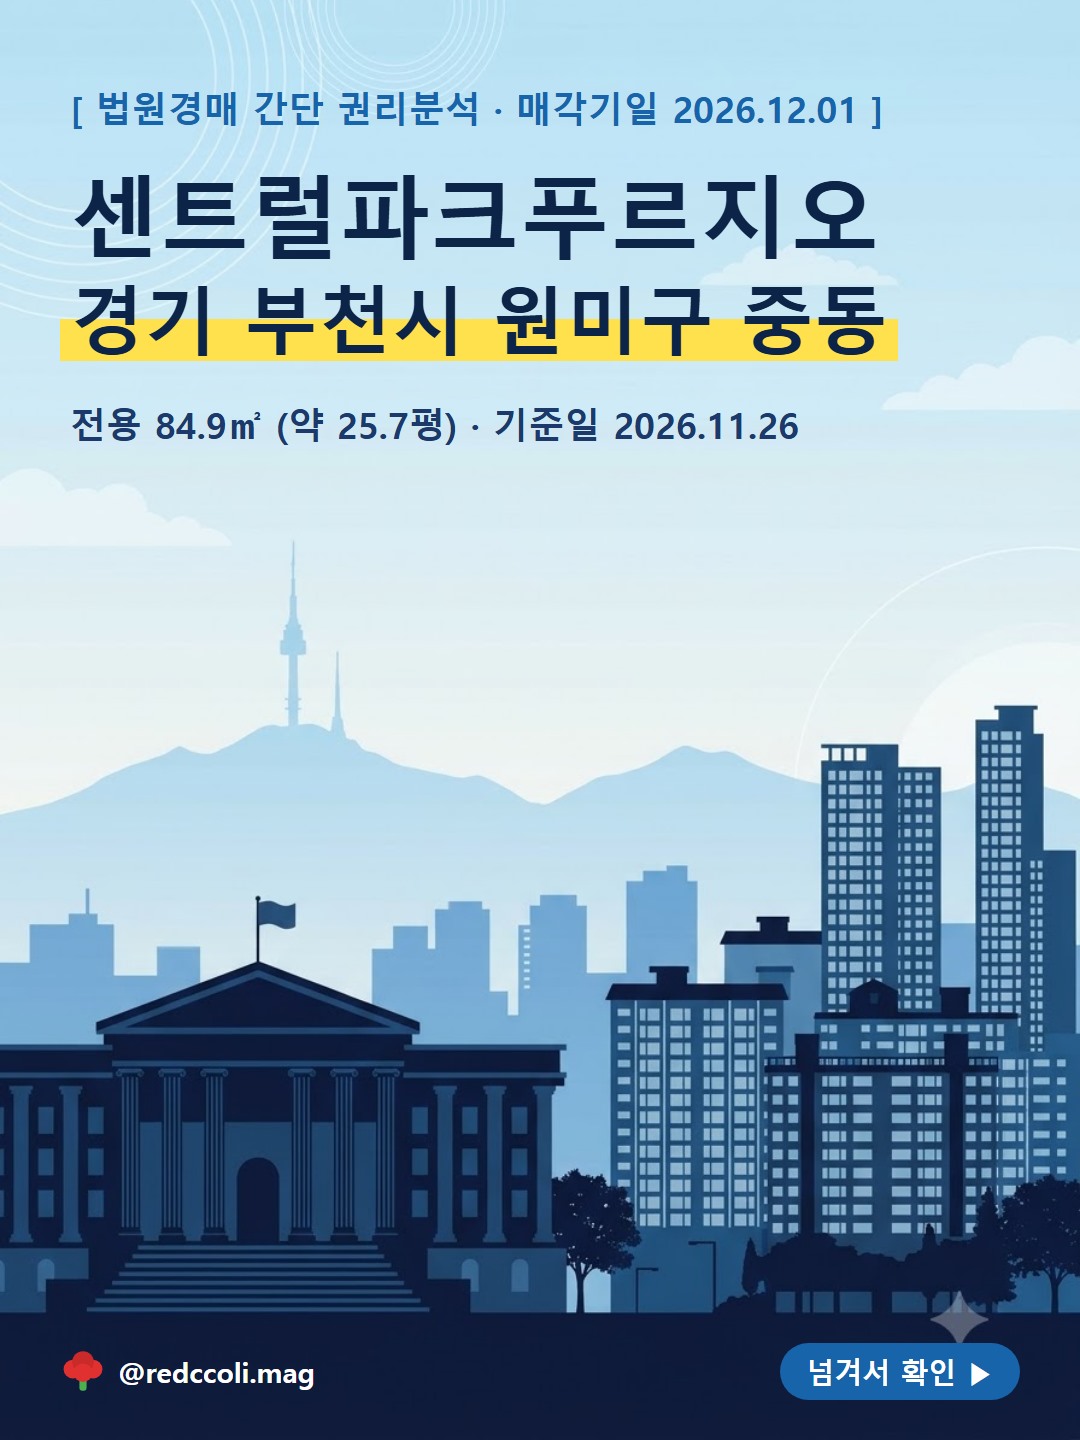 [ 법원경매 간단 권리분석 · 매각기일 2026.12.01 ]
센트럴파크푸르지오
경기 부천시 원미구 중동
전용 84.9㎡ (약 25.7평) · 기준일 2026.11.26
@redccoli.mag
넘겨서 확인 ▶